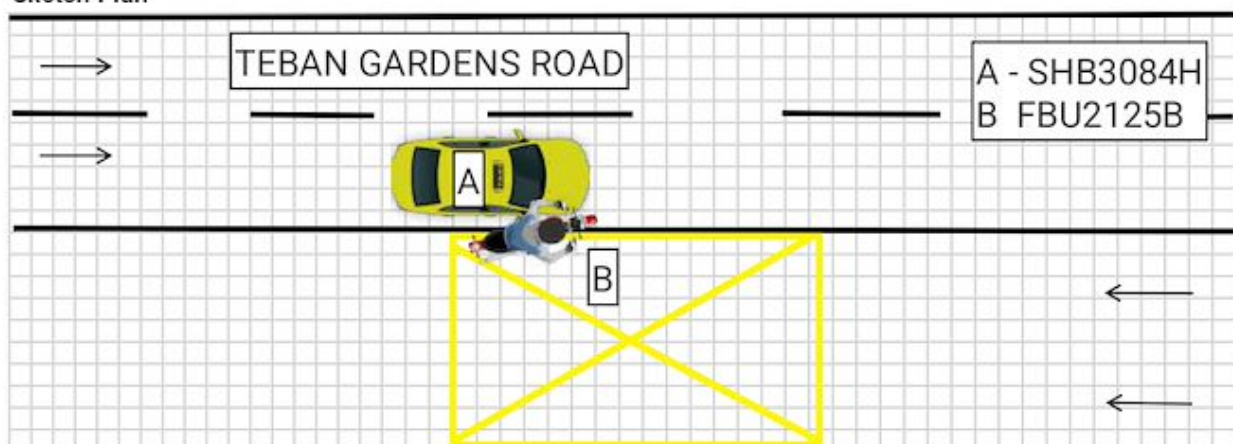 Sketch Plan
TEBAN GARDENS ROAD
A - SHB3084H
B FBU2125B
A
B